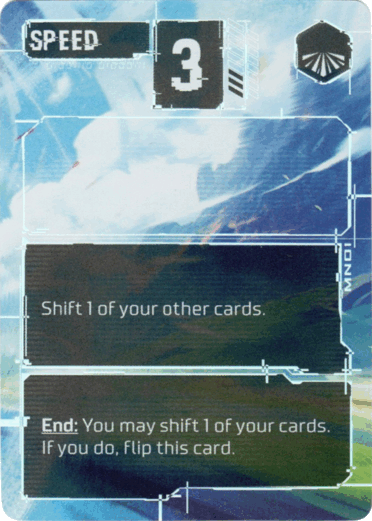 SPEED
3
MN01
Shift 1 of your other cards.
End: You may shift 1 of your cards.
If you do, flip this card.